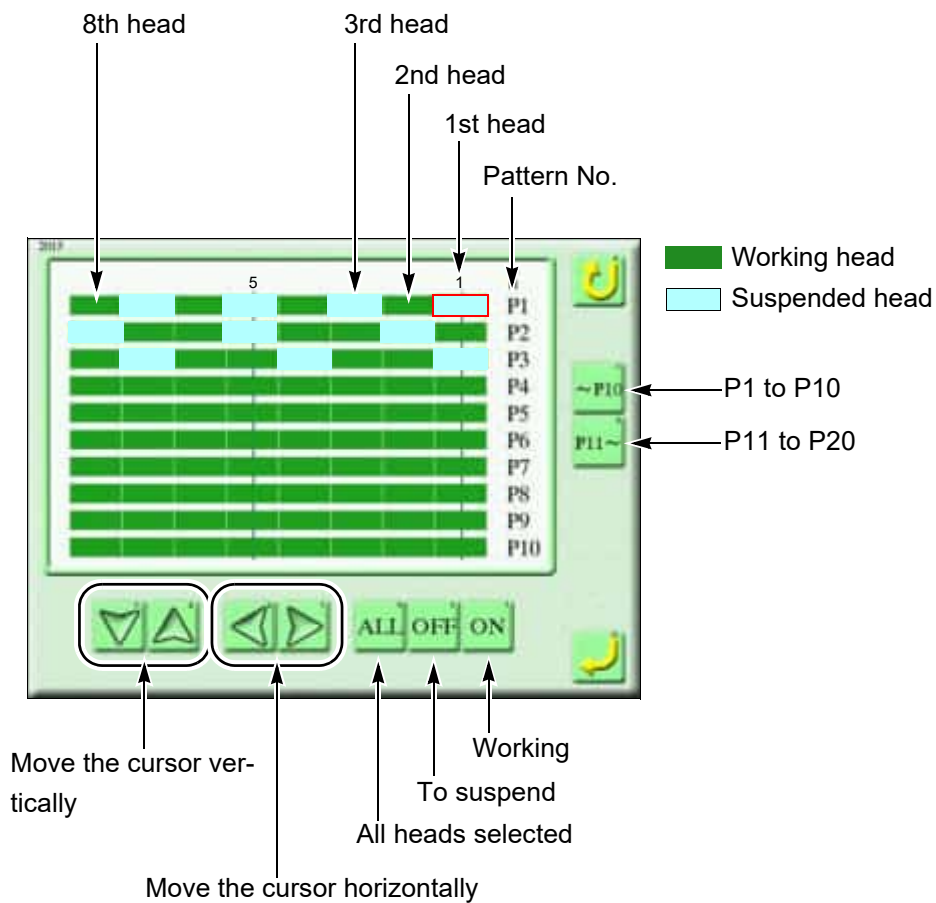 8th head
3rd head
2nd head
1st head
Pattern No.
2015
5
1
P1
P2
P3
P4
P5
P6
P7
P8
P9
P10
Working head
Suspended head
~P10
P1 to P10
P11~
P11 to P20
ALL OFF ON
Working
Move the cursor ver-
tically
To suspend
All heads selected
Move the cursor horizontally